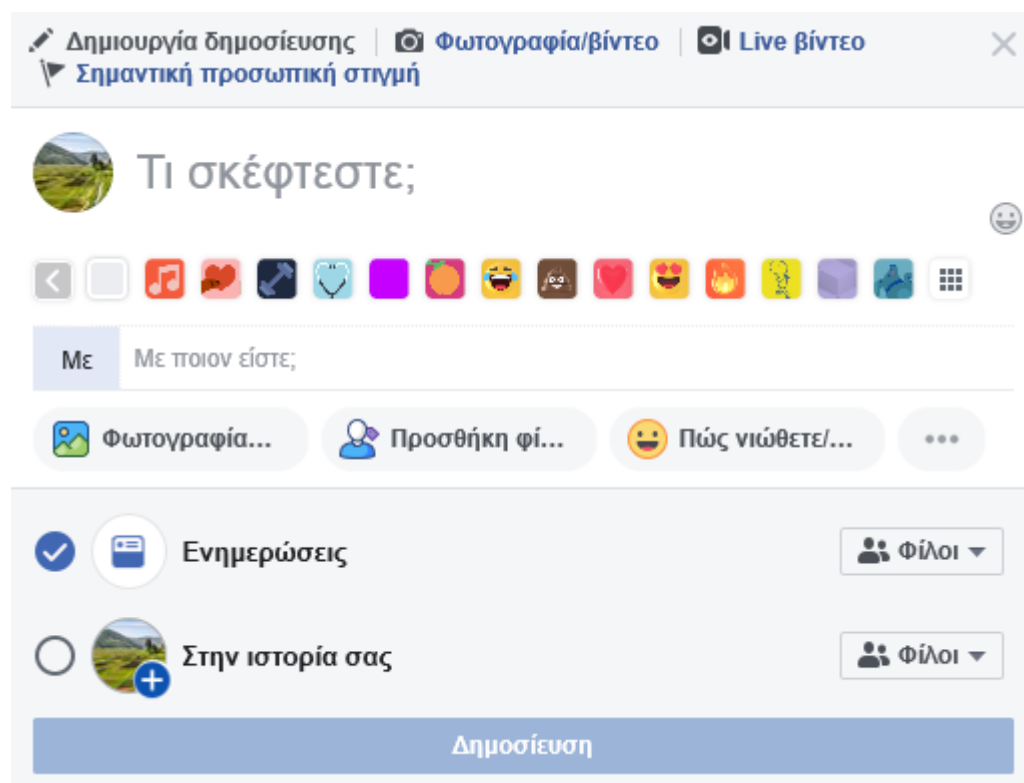 Δημιουργία δημοσίευσης Φωτογραφία/βίντεο Live βίντεο
Σημαντική προσωπική στιγμή
Τι σκέφτεστε;
Με Με ποιον είστε;
Φωτογραφία... Προσθήκη φί... Πώς νιώθετε/...
Ενημερώσεις Φίλοι
Στην ιστορία σας Φίλοι
Δημοσίευση